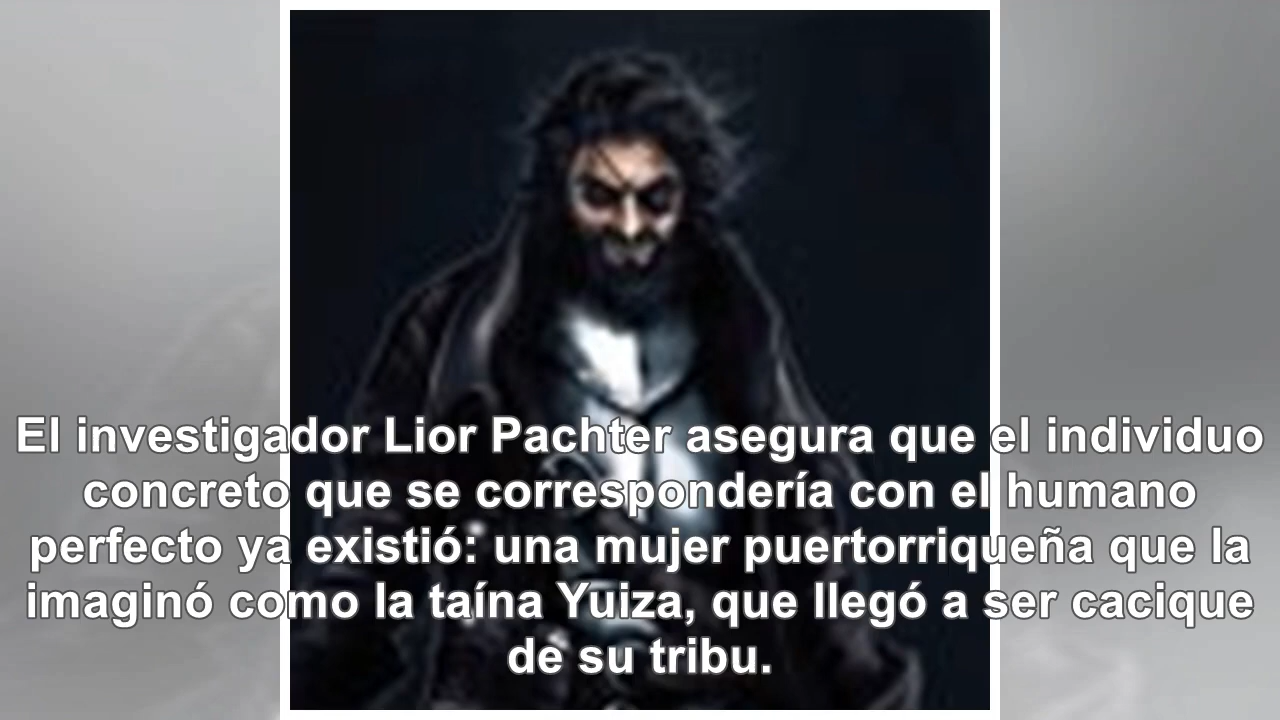 El investigador Lior Pachter asegura que el individuo
concreto que se correspondería con el humano
perfecto ya existió: una mujer puertorriqueña que la
imaginó como la taína Yuiza, que llegó a ser cacique
de su tribu.